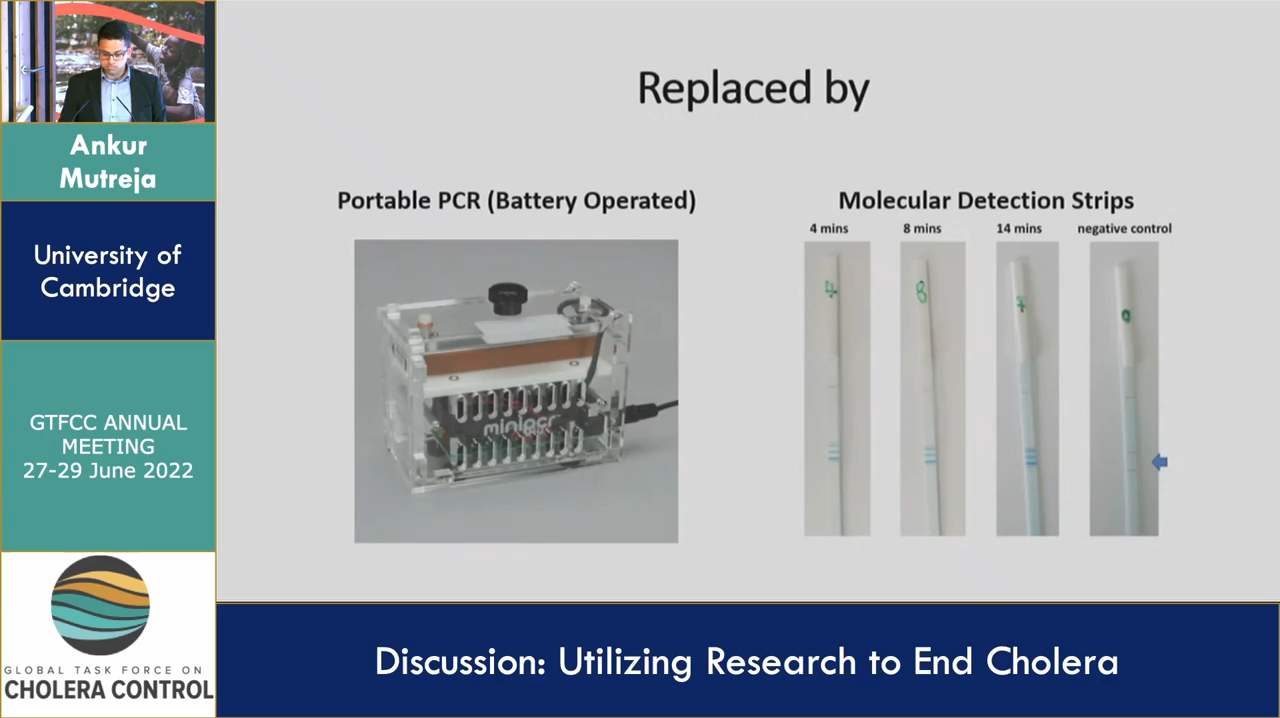 Ankur
Mutreja
University of
Cambridge
GTFCC ANNUAL
MEETING
27-29 June 2022
GLOBAL TASK FORCE ON
CHOLERA CONTROL
Replaced by
Portable PCR (Battery Operated)
miniPCR
Molecular Detection Strips
4 mins
8 mins
14 mins
negative control
4
8
0
Discussion: Utilizing Research to End Cholera